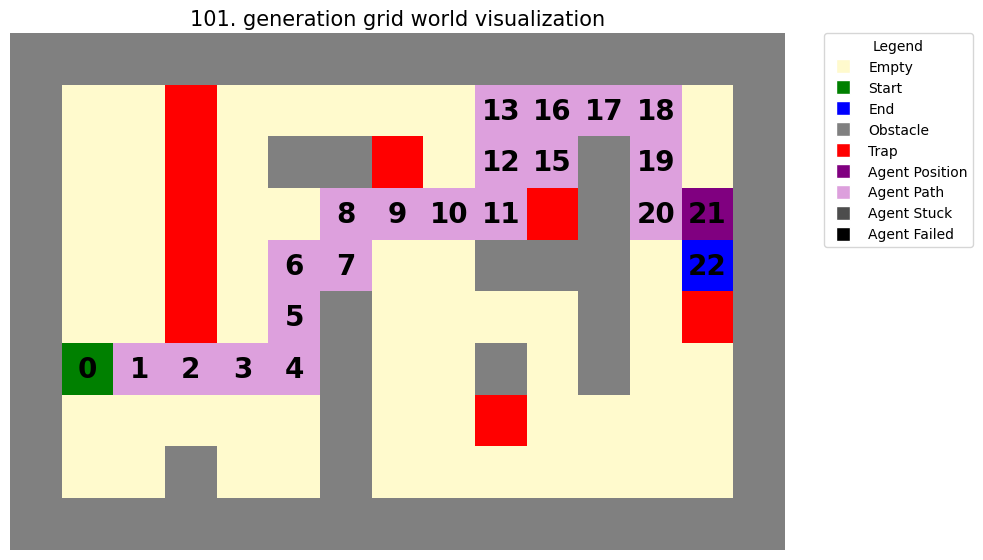 101. generation grid world visualization
13 16 17 18
12 15 19
8 9 10 11 20 21
6 7 22
5
0 1 2 3 4
Legend
Empty
Start
End
Obstacle
Trap
Agent Position
Agent Path
Agent Stuck
Agent Failed